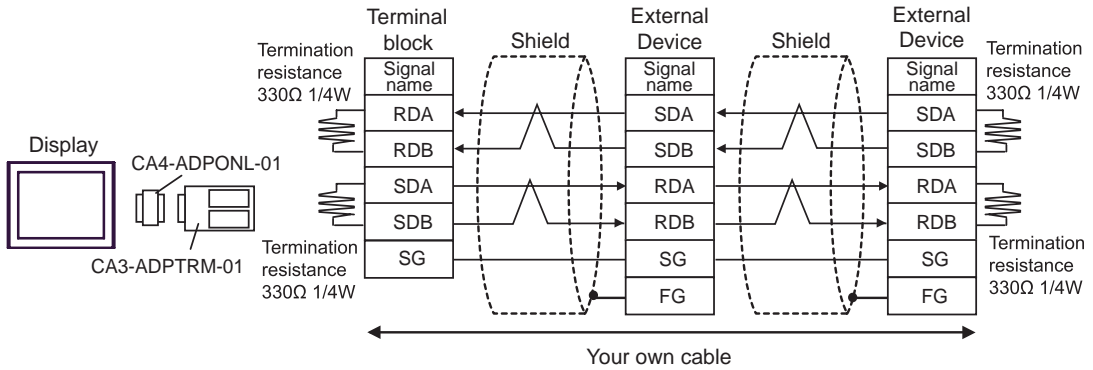 Display
CA4-ADPONL-01
CA3-ADPTRM-01
Termination
resistance
330Ω 1/4W
Termination
resistance
330Ω 1/4W
Terminal
block
Signal
name
RDA
RDB
SDA
SDB
SG
Shield
External
Device
Signal
name
SDA
SDB
RDA
RDB
SG
FG
Shield
External
Device
Signal
name
SDA
SDB
RDA
RDB
SG
FG
Termination
resistance
330Ω 1/4W
Termination
resistance
330Ω 1/4W
Your own cable